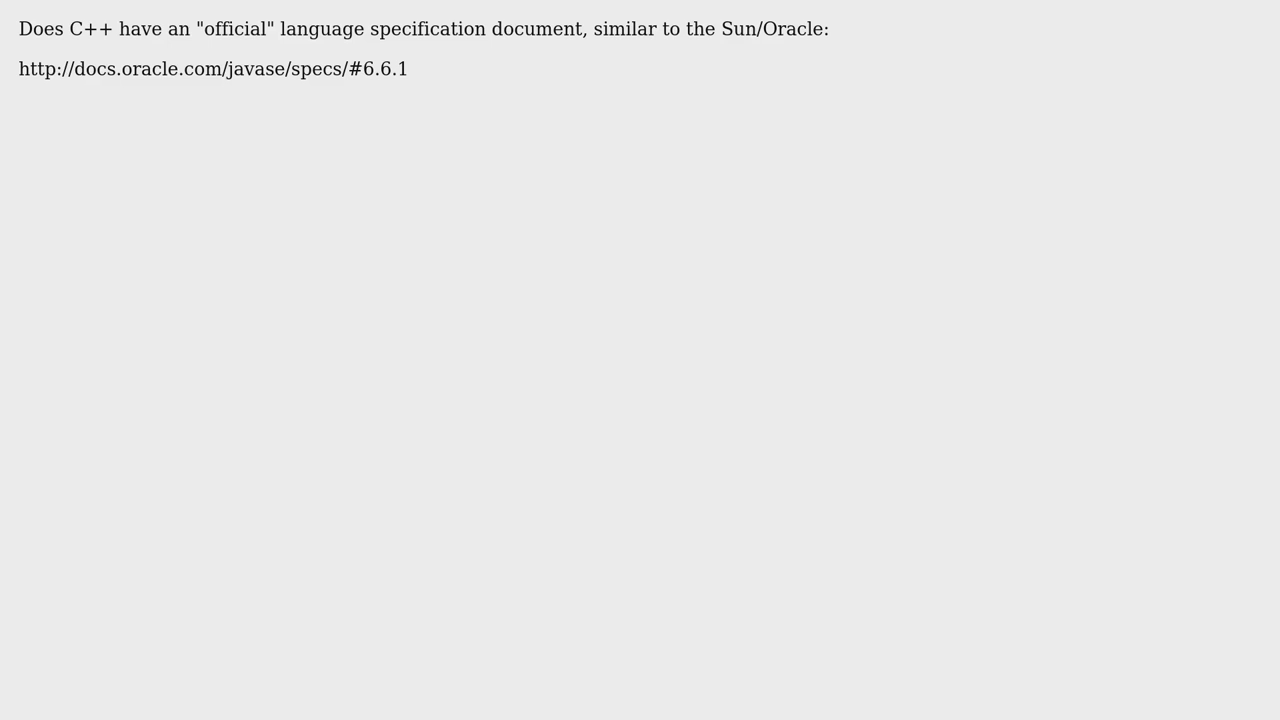 Does C++ have an "official" language specification document, similar to the Sun/Oracle:
http://docs.oracle.com/javase/specs/#6.6.1